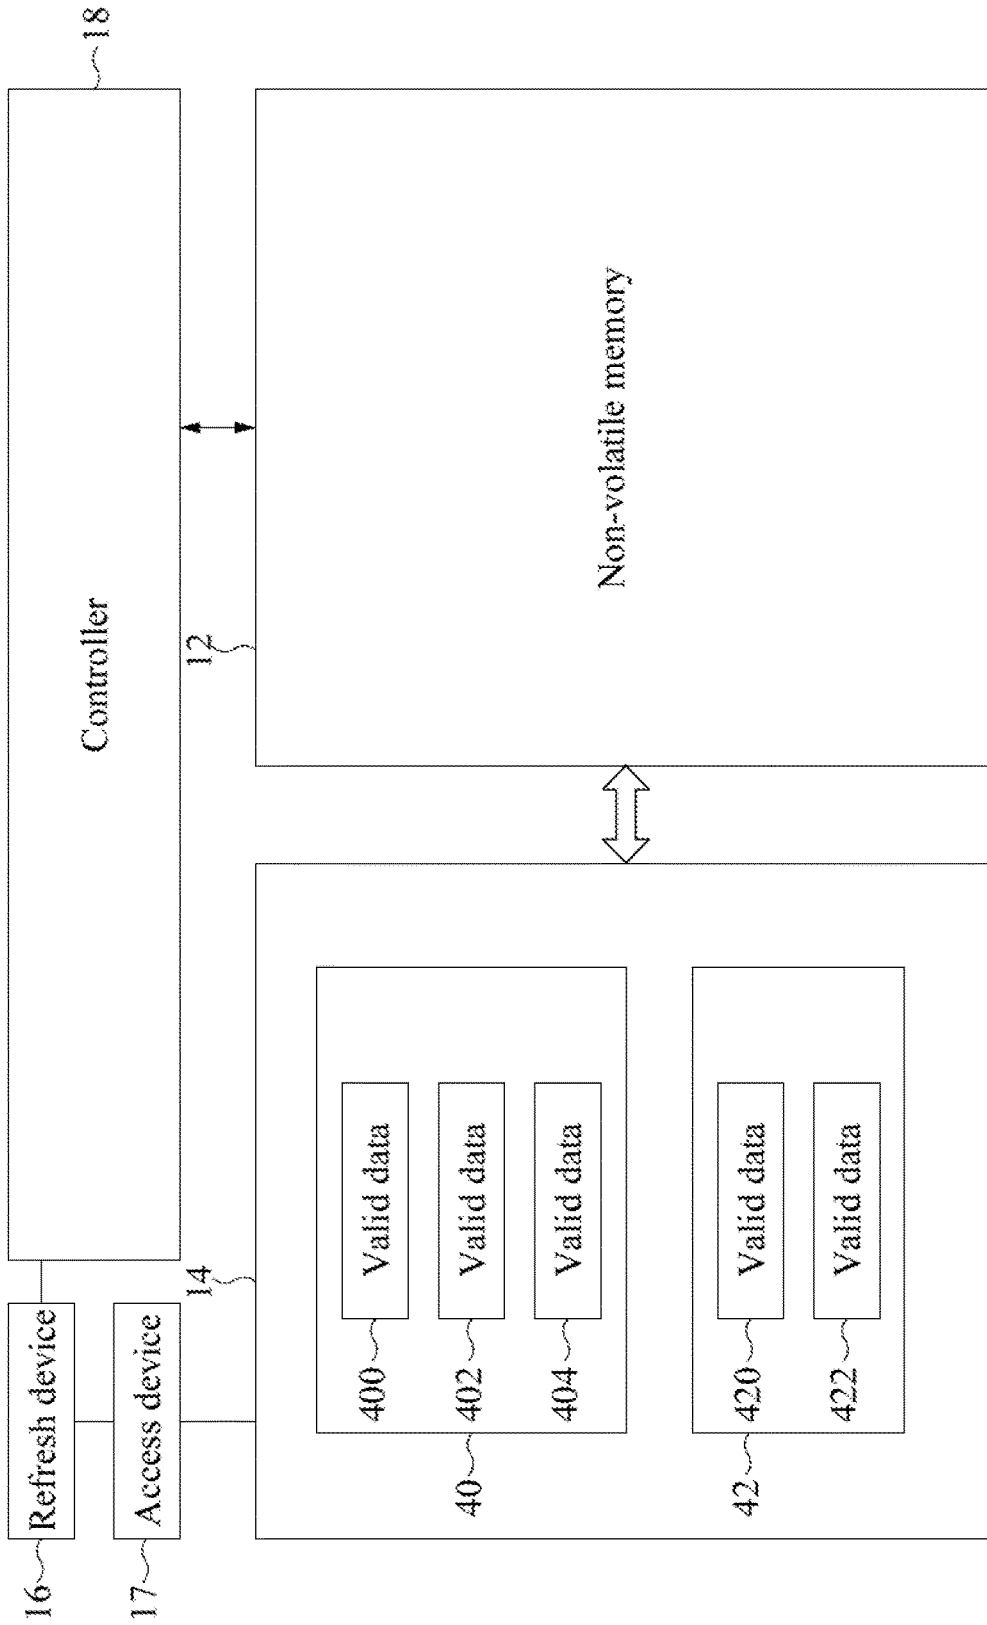 16
Refresh device
17
Access device
Controller
18
14
12
40
400
Valid data
402
Valid data
404
Valid data
42
420
Valid data
422
Valid data
Non-volatile memory